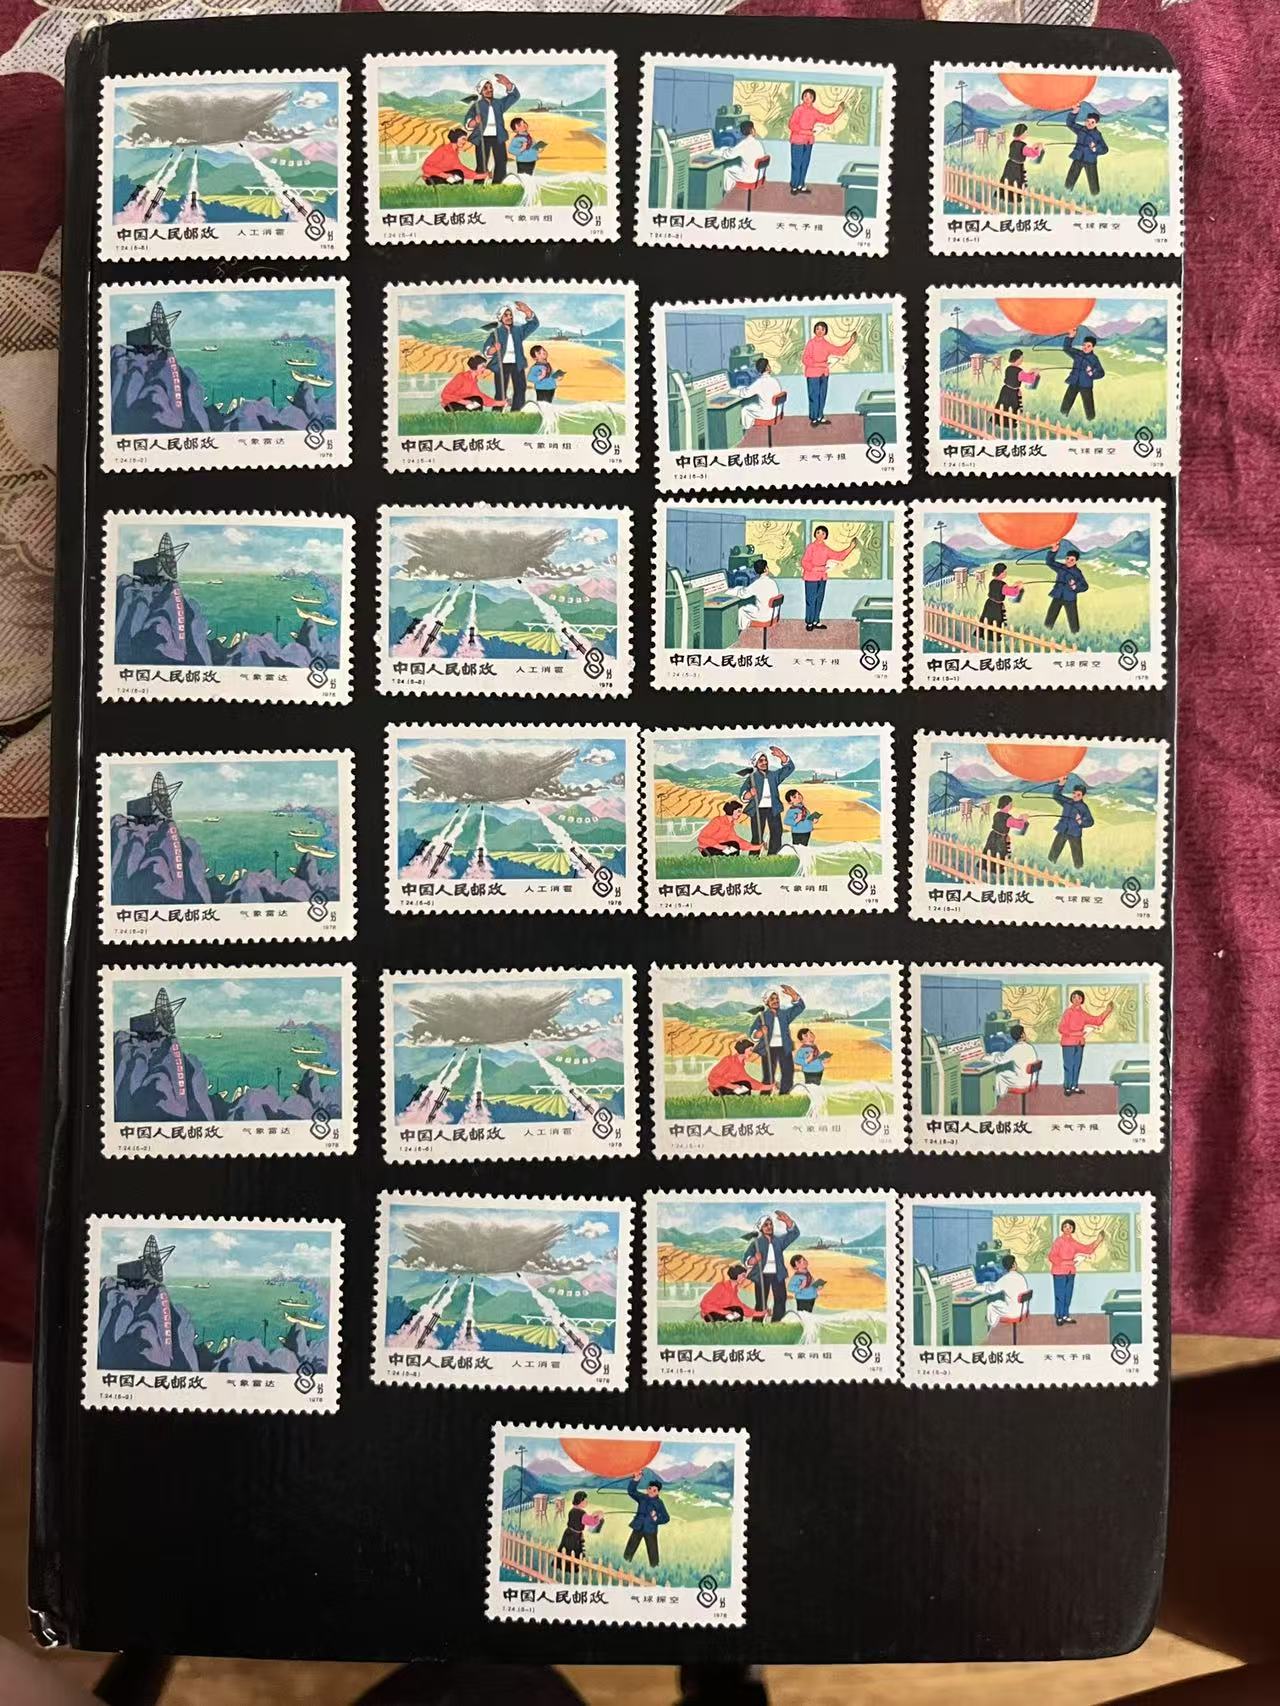 中国人民邮政 人工消雹 8分
T.24.(5-5) 1978
中国人民邮政 气象哨组 8分
T.24.(5-4) 1978
中国人民邮政 天气予报 8分
T.24.(5-3) 1978
中国人民邮政 气球探空 8分
T.24.(5-1) 1978
中国人民邮政 气象雷达 8分
T.24.(5-2) 1978
中国人民邮政 气象哨组 8分
T.24.(5-4) 1978
中国人民邮政 天气予报 8分
T.24.(5-3) 1978
中国人民邮政 气球探空 8分
T.24.(5-1) 1978
中国人民邮政 气象雷达 8分
T.24.(5-2) 1978
中国人民邮政 人工消雹 8分
T.24.(5-5) 1978
中国人民邮政 天气予报 8分
T.24.(5-3) 1978
中国人民邮政 气球探空 8分
T.24.(5-1) 1978
中国人民邮政 气象雷达 8分
T.24.(5-2) 1978
中国人民邮政 人工消雹 8分
T.24.(5-5) 1978
中国人民邮政 气象哨组 8分
T.24.(5-4) 1978
中国人民邮政 气球探空 8分
T.24.(5-1) 1978
中国人民邮政 气象雷达 8分
T.24.(5-2) 1978
中国人民邮政 人工消雹 8分
T.24.(5-5) 1978
中国人民邮政 气象哨组 8分
T.24.(5-4) 1978
中国人民邮政 天气予报 8分
T.24.(5-3) 1978
中国人民邮政 气象雷达 8分
T.24.(5-2) 1978
中国人民邮政 人工消雹 8分
T.24.(5-5) 1978
中国人民邮政 气象哨组 8分
T.24.(5-4) 1978
中国人民邮政 天气予报 8分
T.24.(5-3) 1978
中国人民邮政 气球探空 8分
T.24.(5-1) 1978